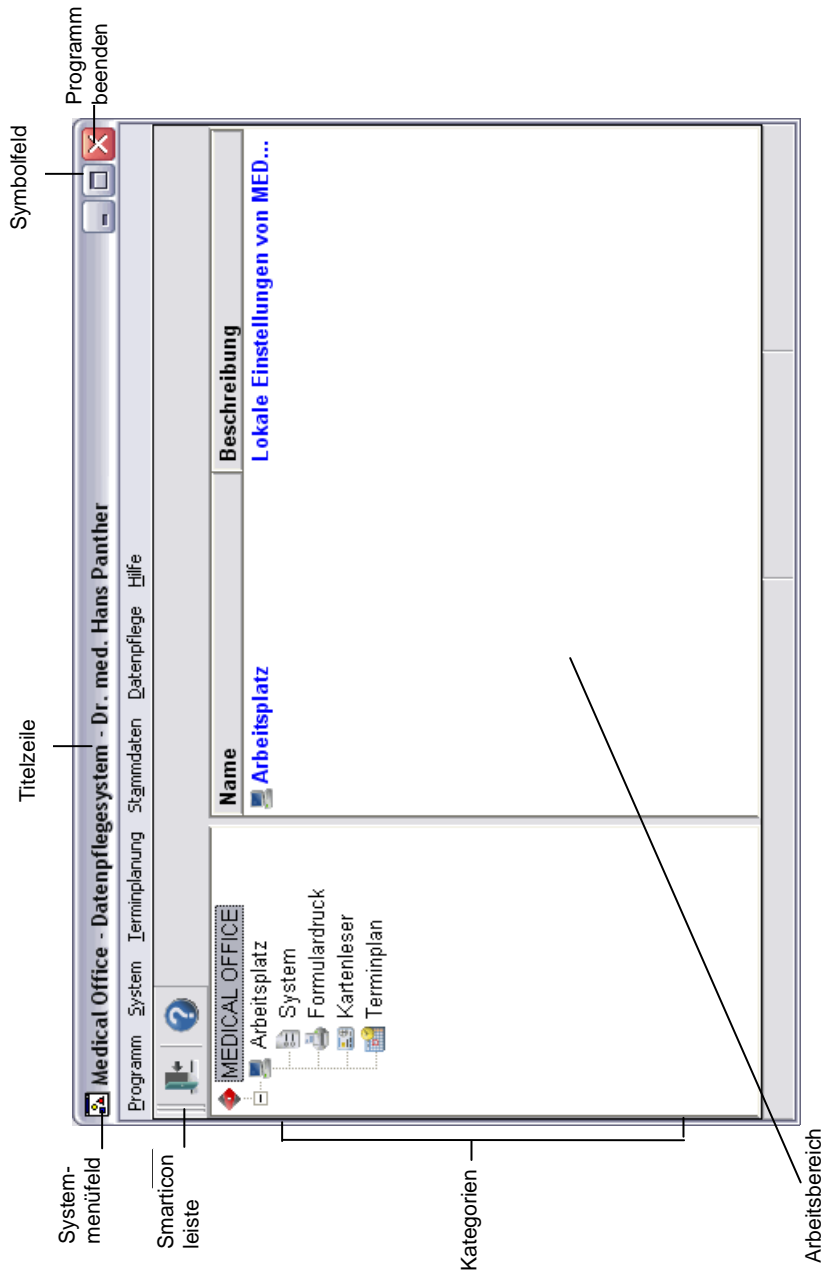 Titelzeile
Symbolfeld
Programm
beenden
System-
menüfeld
Medical Office - Datenpflegesystem - Dr. med. Hans Panther
Programm System Terminplanung Stammdaten Datenpflege Hilfe
Smarticon
leiste
MEDICAL OFFICE
Arbeitsplatz
System
Formulardruck
Kartenleser
Terminplan
Name Beschreibung
Arbeitsplatz Lokale Einstellungen von MED...
Kategorien
Arbeitsbereich